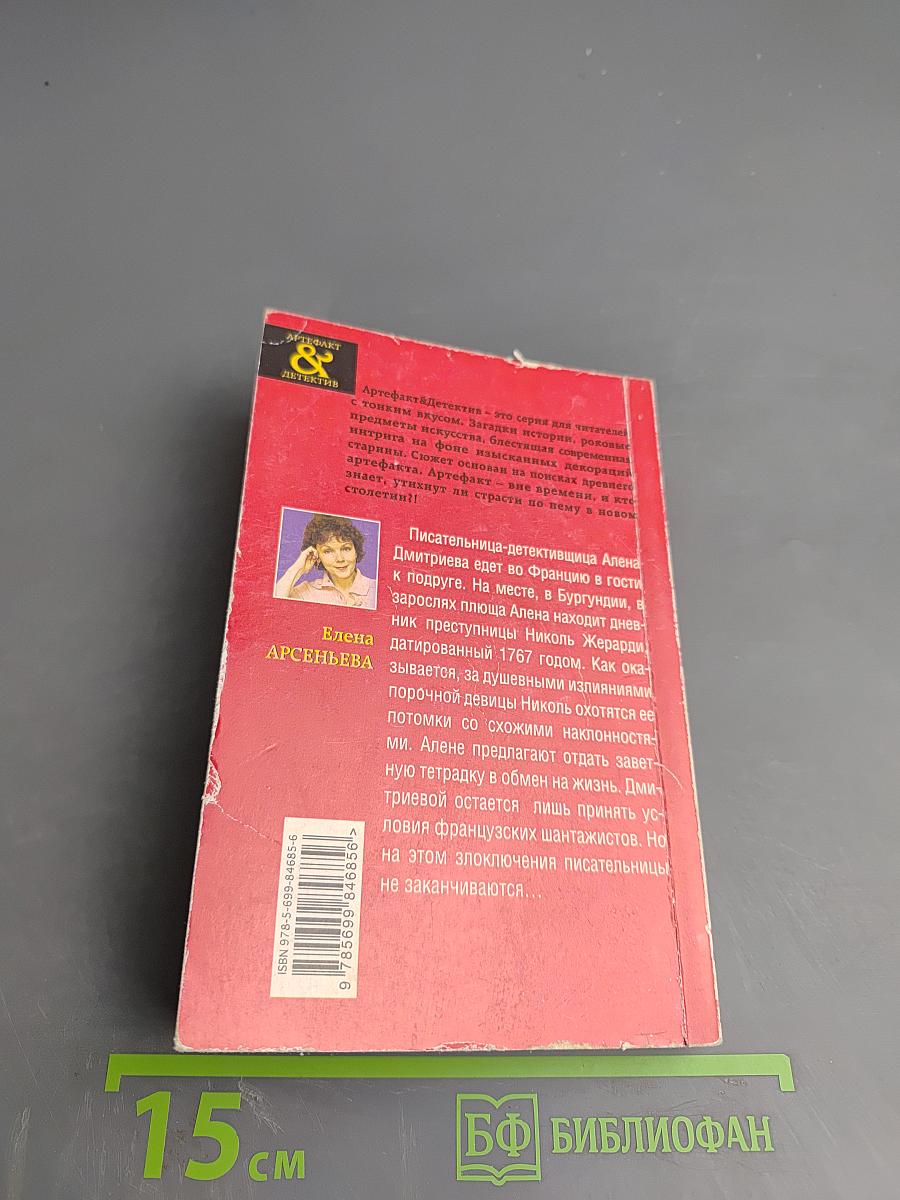 АРТЕФАКТ
&
ДЕТЕКТИВ
Артефакт&Детектив – это серия для читателей
с тонким вкусом. Загадки истории, роковые
предметы искусства, блестящая современная
интрига на фоне изысканных декораций
старины. Сюжет основан на поисках древнего
артефакта. Артефакт – вне времени, и кто
знает, утихнут ли страсти по нему в новом
столетии?!
Писательница-детективщица Алена
Дмитриева едет во Францию в гости
к подруге. На месте, в Бургундии, в
зарослях плюща Алена находит днев-
ник преступницы Николь Жерарди,
датированный 1767 годом. Как ока-
зывается, за душевными излияниями
порочной девицы Николь охотятся ее
потомки со схожими наклонностя-
ми. Алене предлагают отдать завет-
ную тетрадку в обмен на жизнь. Дми-
триевой остается лишь принять ус-
ловия французских шантажистов. Но
на этом злоключения писательницы
не заканчиваются...
Елена
АРСЕНЬЕВА
ISBN 978-5-699-84685-6
9 785699 846856 >
15 см
БФ БИБЛИОФАН